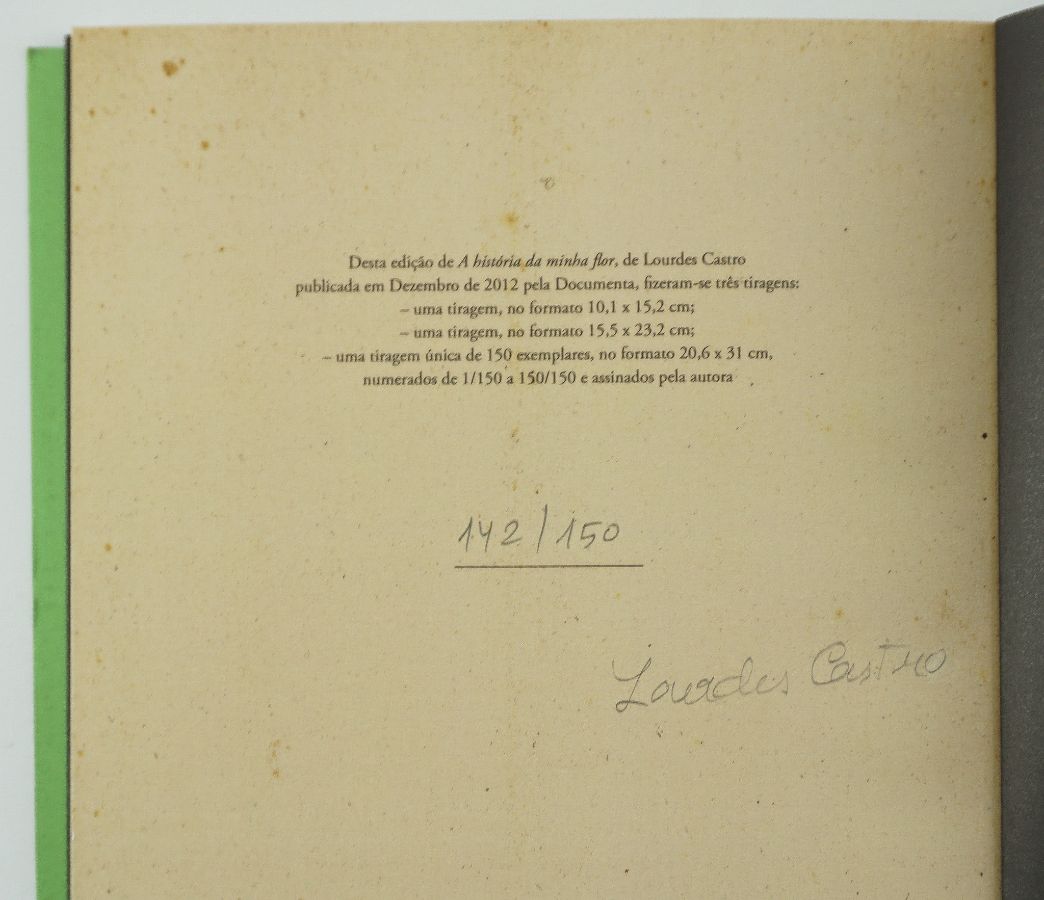 Desta edição de A história da minha flor, de Lourdes Castro
publicada em Dezembro de 2012 pela Documenta, fizeram-se três tiragens:
– uma tiragem, no formato 10,1 x 15,2 cm;
– uma tiragem, no formato 15,5 x 23,2 cm;
– uma tiragem única de 150 exemplares, no formato 20,6 x 31 cm,
numerados de 1/150 a 150/150 e assinados pela autora
142/150
Lourdes Castro